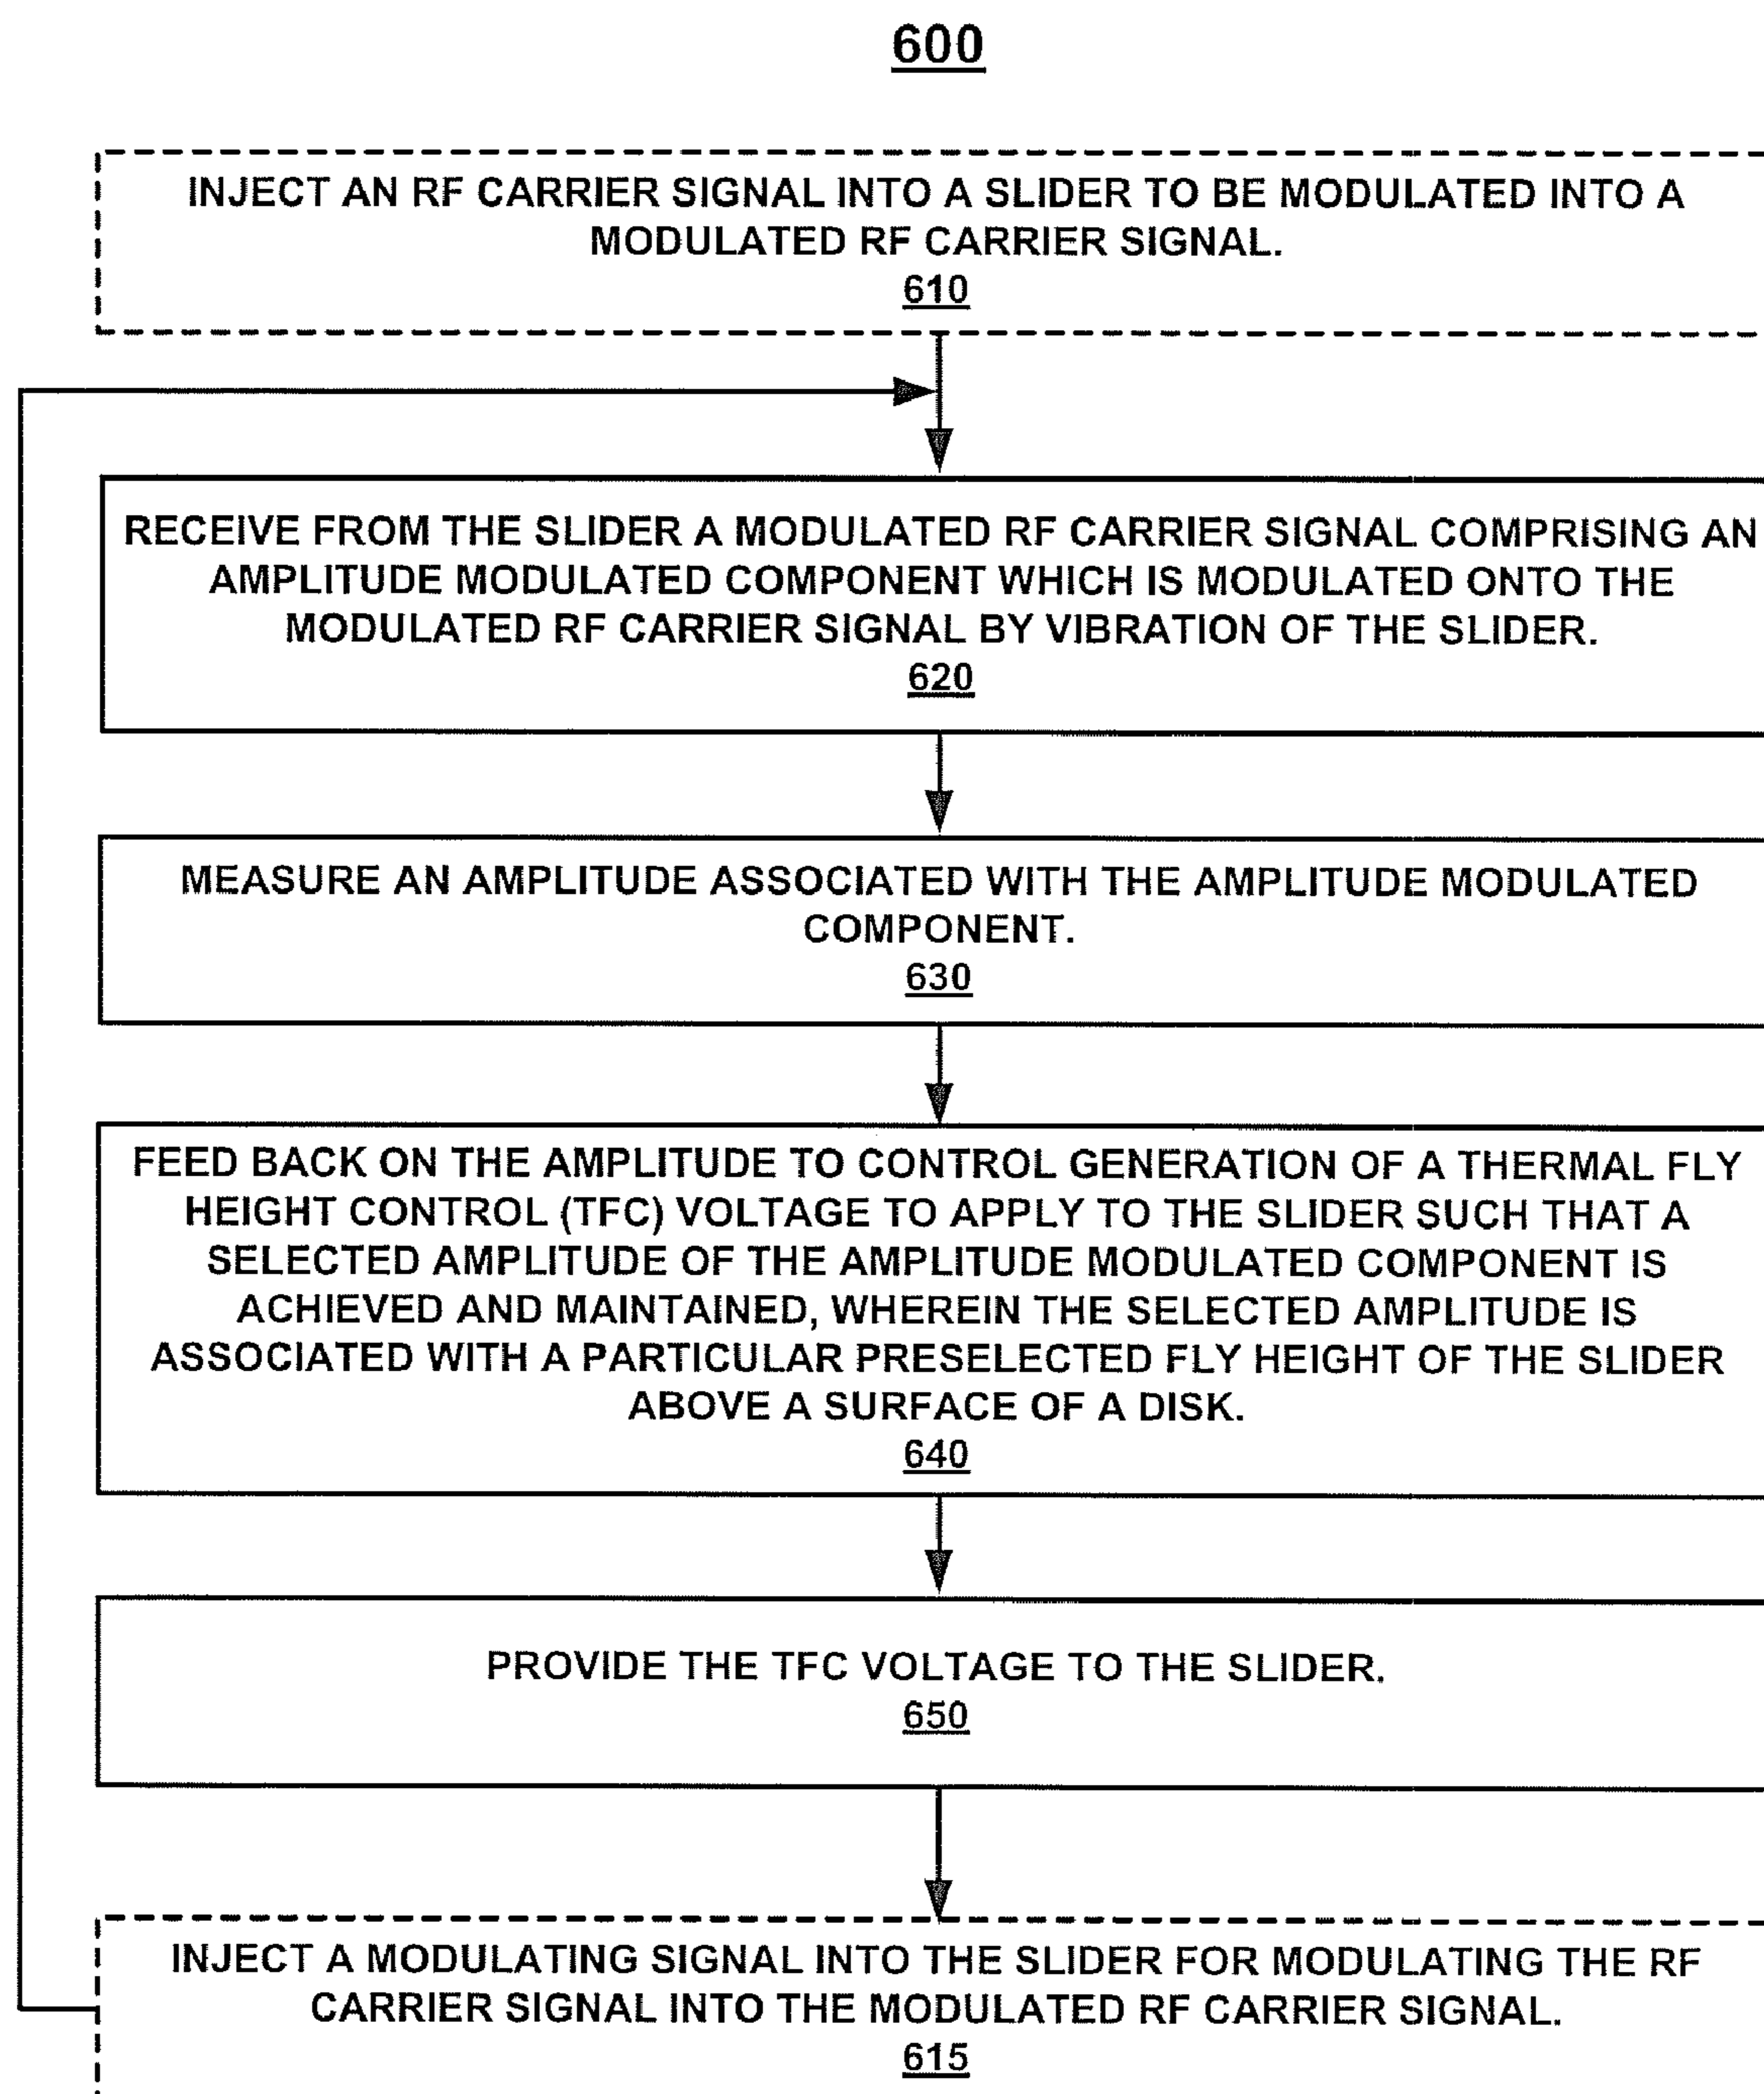 600
INJECT AN RF CARRIER SIGNAL INTO A SLIDER TO BE MODULATED INTO A
MODULATED RF CARRIER SIGNAL.
610
RECEIVE FROM THE SLIDER A MODULATED RF CARRIER SIGNAL COMPRISING AN
AMPLITUDE MODULATED COMPONENT WHICH IS MODULATED ONTO THE
MODULATED RF CARRIER SIGNAL BY VIBRATION OF THE SLIDER.
620
MEASURE AN AMPLITUDE ASSOCIATED WITH THE AMPLITUDE MODULATED
COMPONENT.
630
FEED BACK ON THE AMPLITUDE TO CONTROL GENERATION OF A THERMAL FLY
HEIGHT CONTROL (TFC) VOLTAGE TO APPLY TO THE SLIDER SUCH THAT A
SELECTED AMPLITUDE OF THE AMPLITUDE MODULATED COMPONENT IS
ACHIEVED AND MAINTAINED, WHEREIN THE SELECTED AMPLITUDE IS
ASSOCIATED WITH A PARTICULAR PRESELECTED FLY HEIGHT OF THE SLIDER
ABOVE A SURFACE OF A DISK.
640
PROVIDE THE TFC VOLTAGE TO THE SLIDER.
650
INJECT A MODULATING SIGNAL INTO THE SLIDER FOR MODULATING THE RF
CARRIER SIGNAL INTO THE MODULATED RF CARRIER SIGNAL.
615